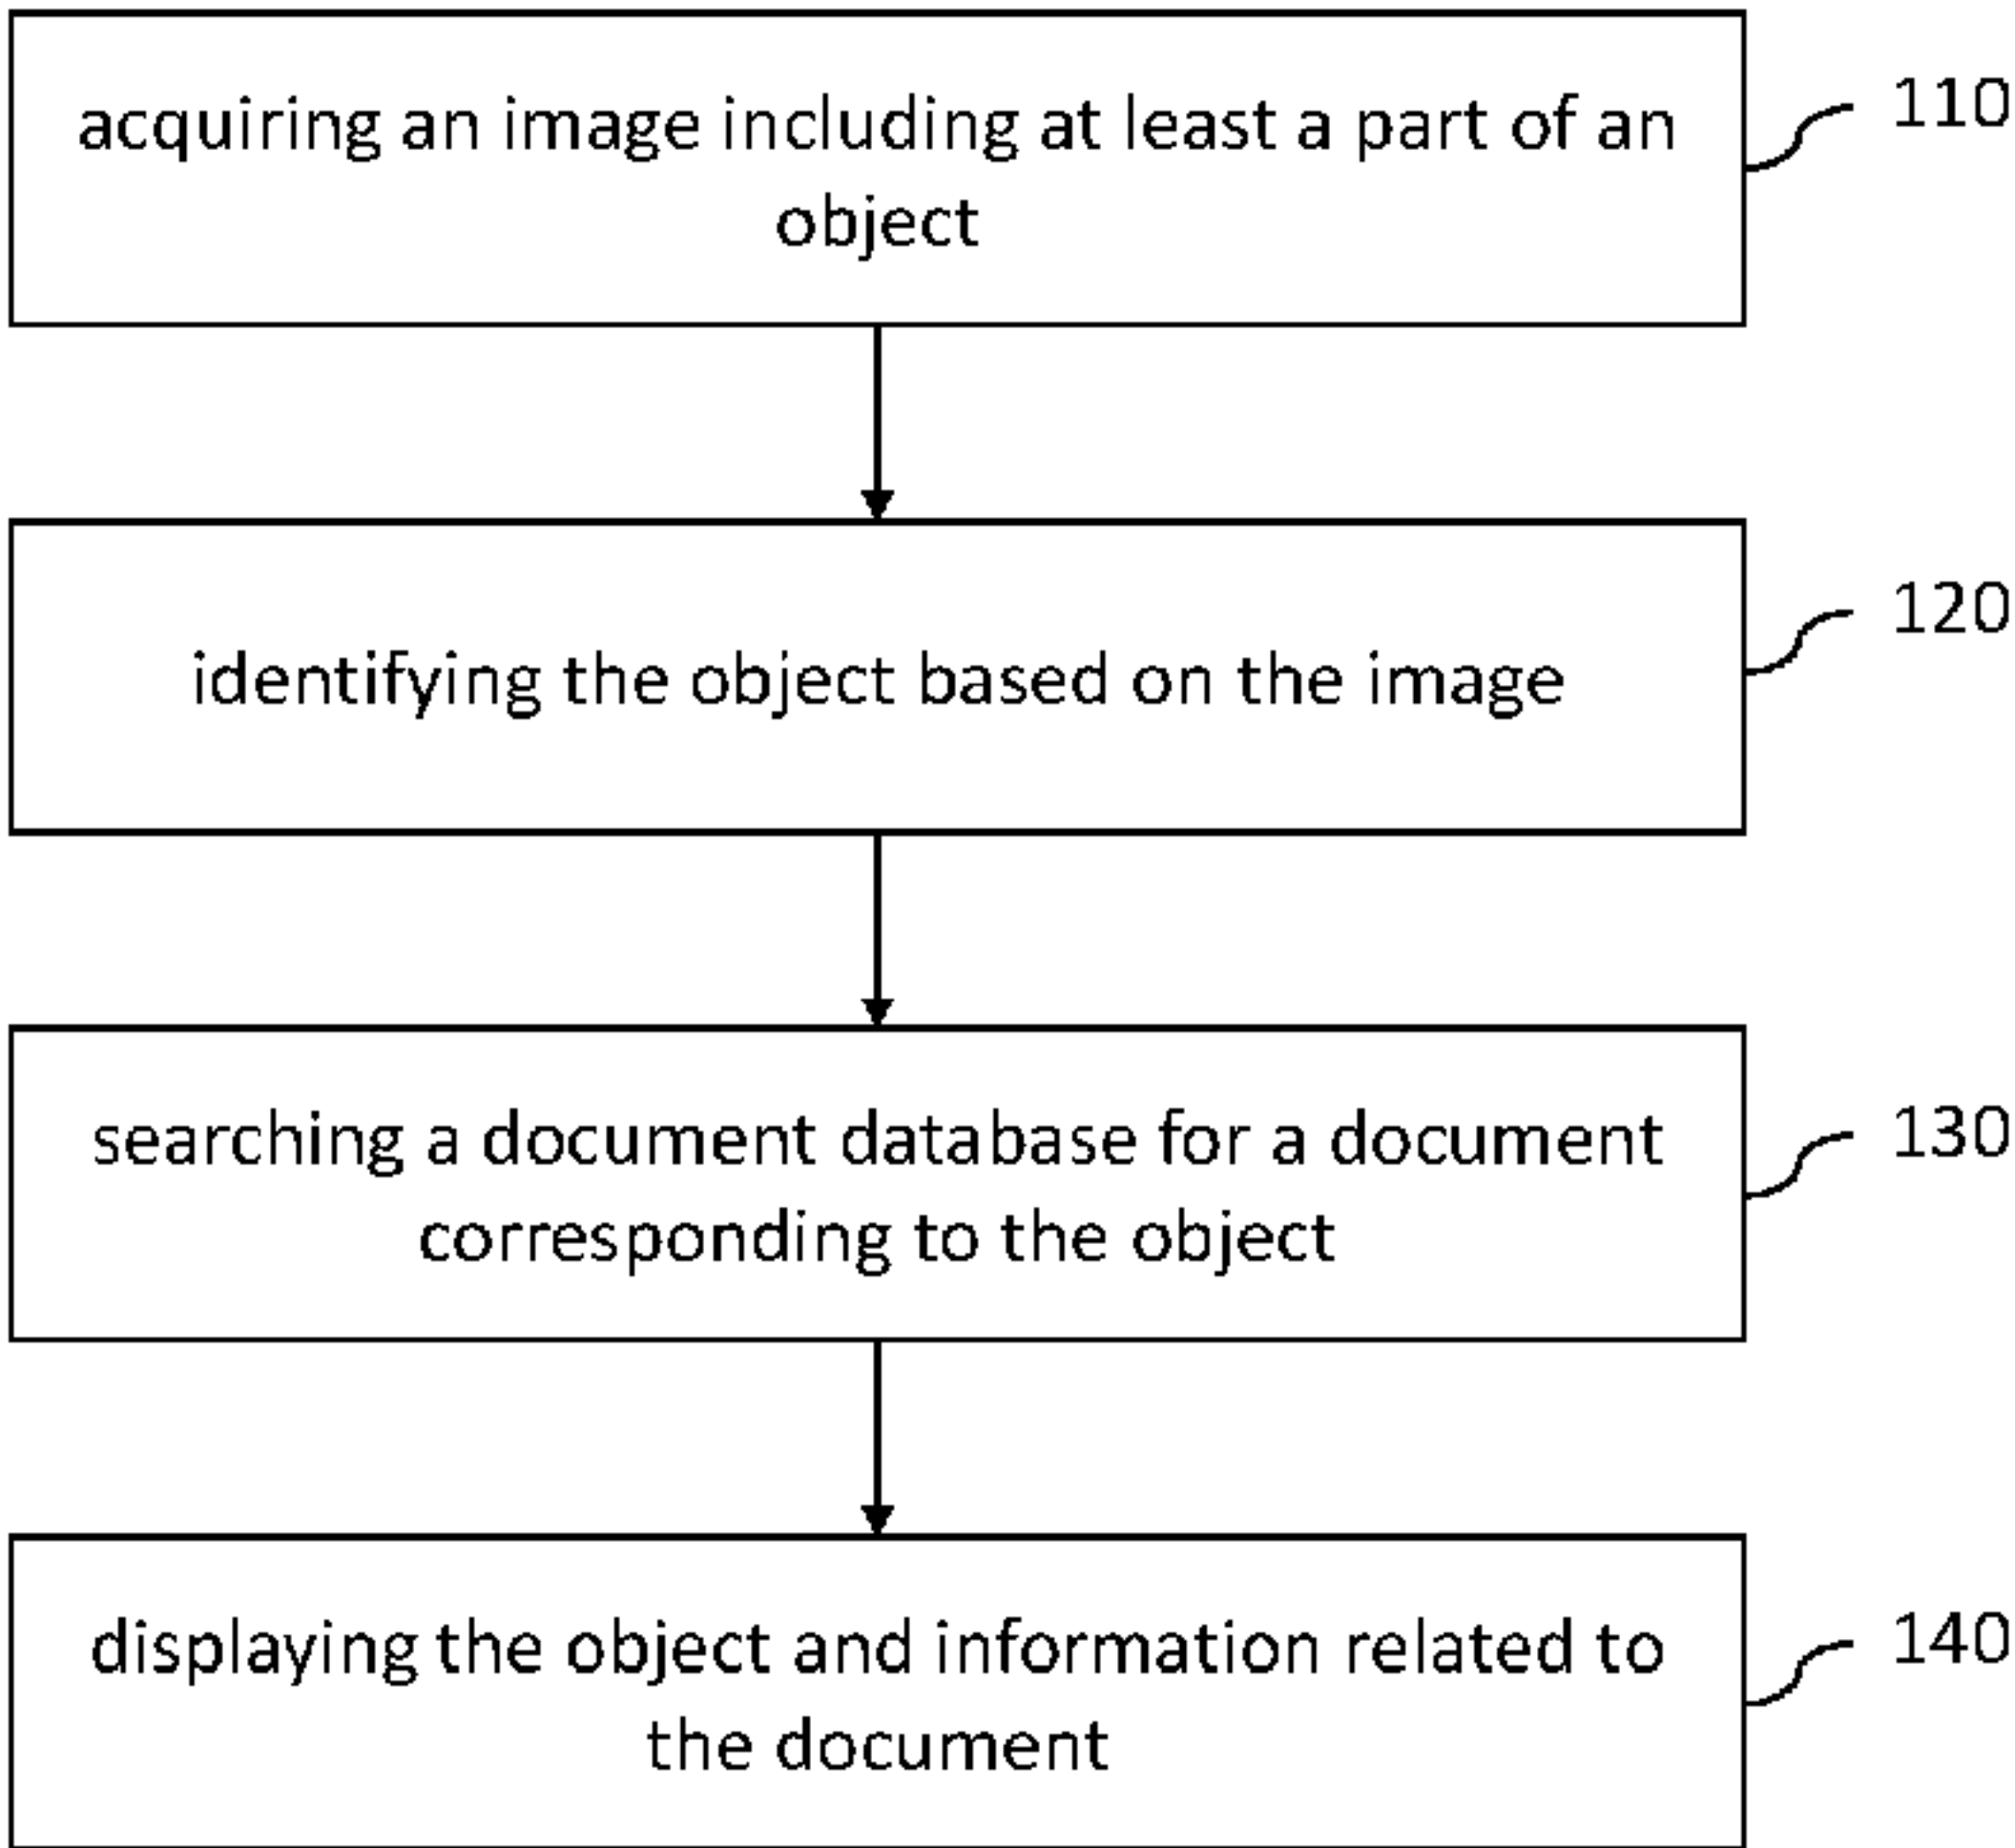 acquiring an image including at least a part of an
object
110
identifying the object based on the image
120
searching a document database for a document
corresponding to the object
130
displaying the object and information related to
the document
140